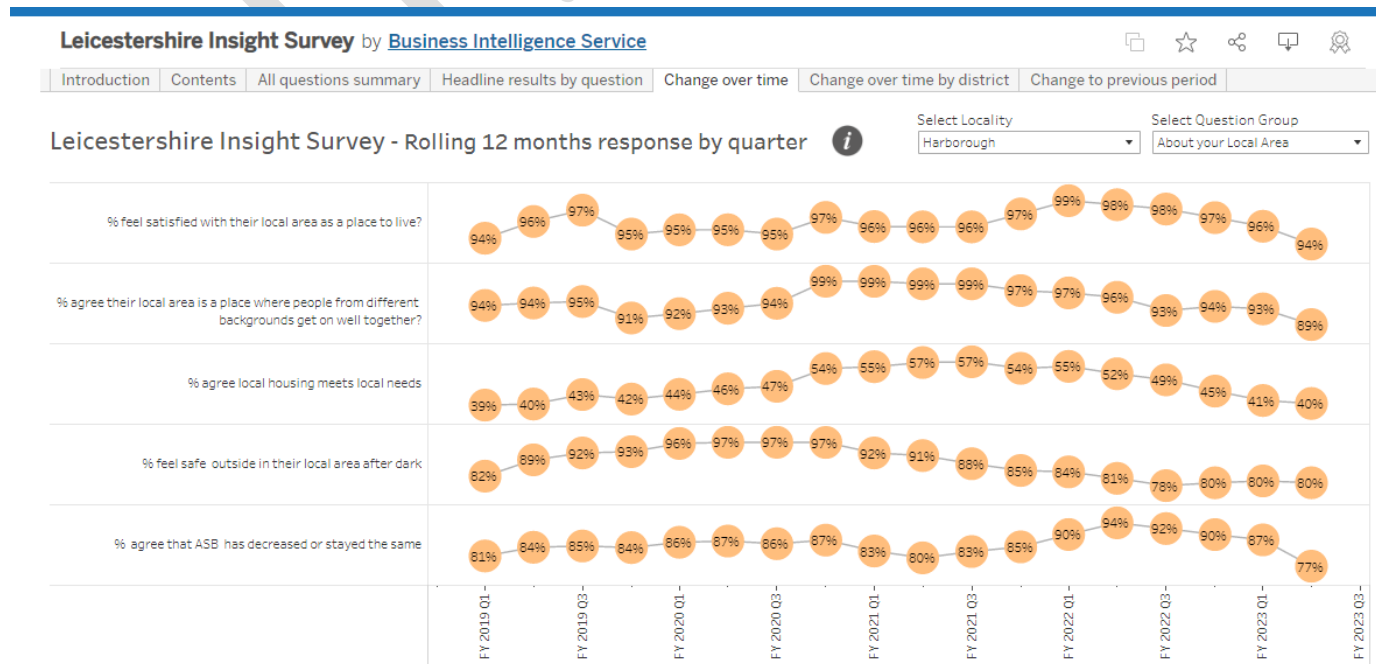 Leicestershire Insight Survey by Business Intelligence Service
Introduction Contents All questions summary Headline results by question Change over time Change over time by district Change to previous period
Leicestershire Insight Survey - Rolling 12 months response by quarter i
Select Locality
Harborough
Select Question Group
About your Local Area
% feel satisfied with their local area as a place to live?
94% 96% 97% 95% 95% 95% 95% 97% 96% 96% 96% 97% 99% 98% 98% 97% 96% 94%
% agree their local area is a place where people from different
backgrounds get on well together?
94% 94% 95% 91% 92% 93% 94% 99% 99% 99% 99% 97% 97% 96% 93% 94% 93% 89%
% agree local housing meets local needs
39% 40% 43% 42% 44% 46% 47% 54% 55% 57% 57% 54% 55% 52% 49% 45% 41% 40%
% feel safe outside in their local area after dark
82% 89% 92% 93% 96% 97% 97% 97% 92% 91% 88% 85% 84% 81% 78% 80% 80% 80%
% agree that ASB has decreased or stayed the same
81% 84% 85% 84% 86% 87% 86% 87% 83% 80% 83% 85% 90% 94% 92% 90% 87% 77%
FY 2019 Q1
FY 2019 Q3
FY 2020 Q1
FY 2020 Q3
FY 2021 Q1
FY 2021 Q3
FY 2022 Q1
FY 2022 Q3
FY 2023 Q1
FY 2023 Q3